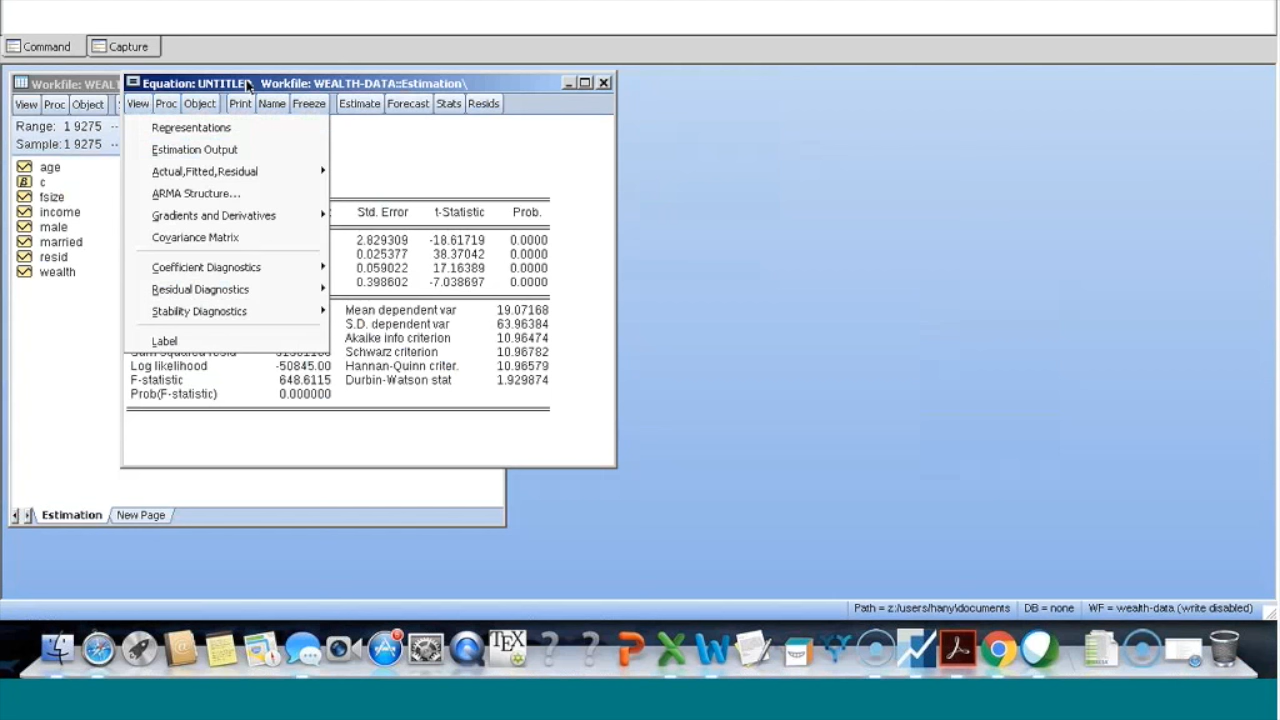 Command
Capture
Workfile: WEAL
Equation: UNTITLED Workfile: WEALTH-DATA::Estimation\
View Proc Object
View Proc Object Print Name Freeze Estimate Forecast Stats Resids
Range: 1 9275 --
Sample: 1 9275 --
age
c
fsize
income
male
married
resid
wealth
Representations
Estimation Output
Actual,Fitted,Residual
ARMA Structure...
Gradients and Derivatives
Covariance Matrix
Coefficient Diagnostics
Residual Diagnostics
Stability Diagnostics
Label
Std. Error t-Statistic Prob.
2.829309 -18.61719 0.0000
0.025377 38.37042 0.0000
0.059022 17.16389 0.0000
0.398602 -7.038697 0.0000
Mean dependent var 19.07168
S.D. dependent var 63.96384
Akaike info criterion 10.96474
Schwarz criterion 10.96782
Log likelihood -50845.00 Hannan-Quinn criter. 10.96579
F-statistic 648.6115 Durbin-Watson stat 1.929874
Prob(F-statistic) 0.000000
Estimation New Page
Path = z:/users/hany\documents DB = none WF = wealth-data (write disabled)
TEX